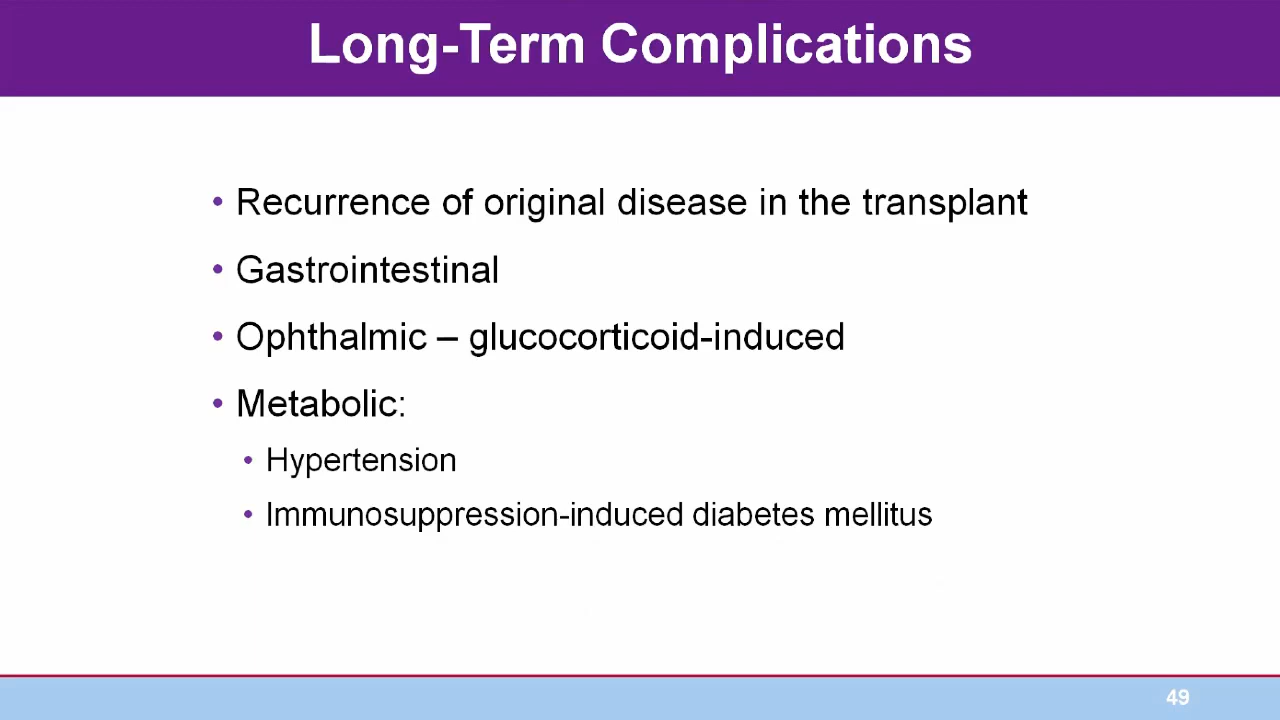 Long-Term Complications
• Recurrence of original disease in the transplant
• Gastrointestinal
• Ophthalmic – glucocorticoid-induced
• Metabolic:
• Hypertension
• Immunosuppression-induced diabetes mellitus
49